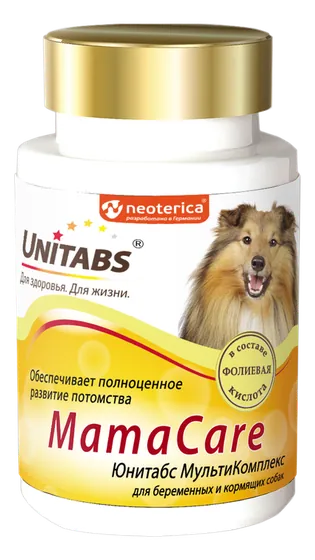 neoterica
разработано в Германии
UNITABS®
Для здоровья. Для жизни.
в составе
ФОЛИЕВАЯ
кислота
Обеспечивает полноценное
развитие потомства
MamaCare
Юнитабс МультиКомплекс
для беременных и кормящих собак